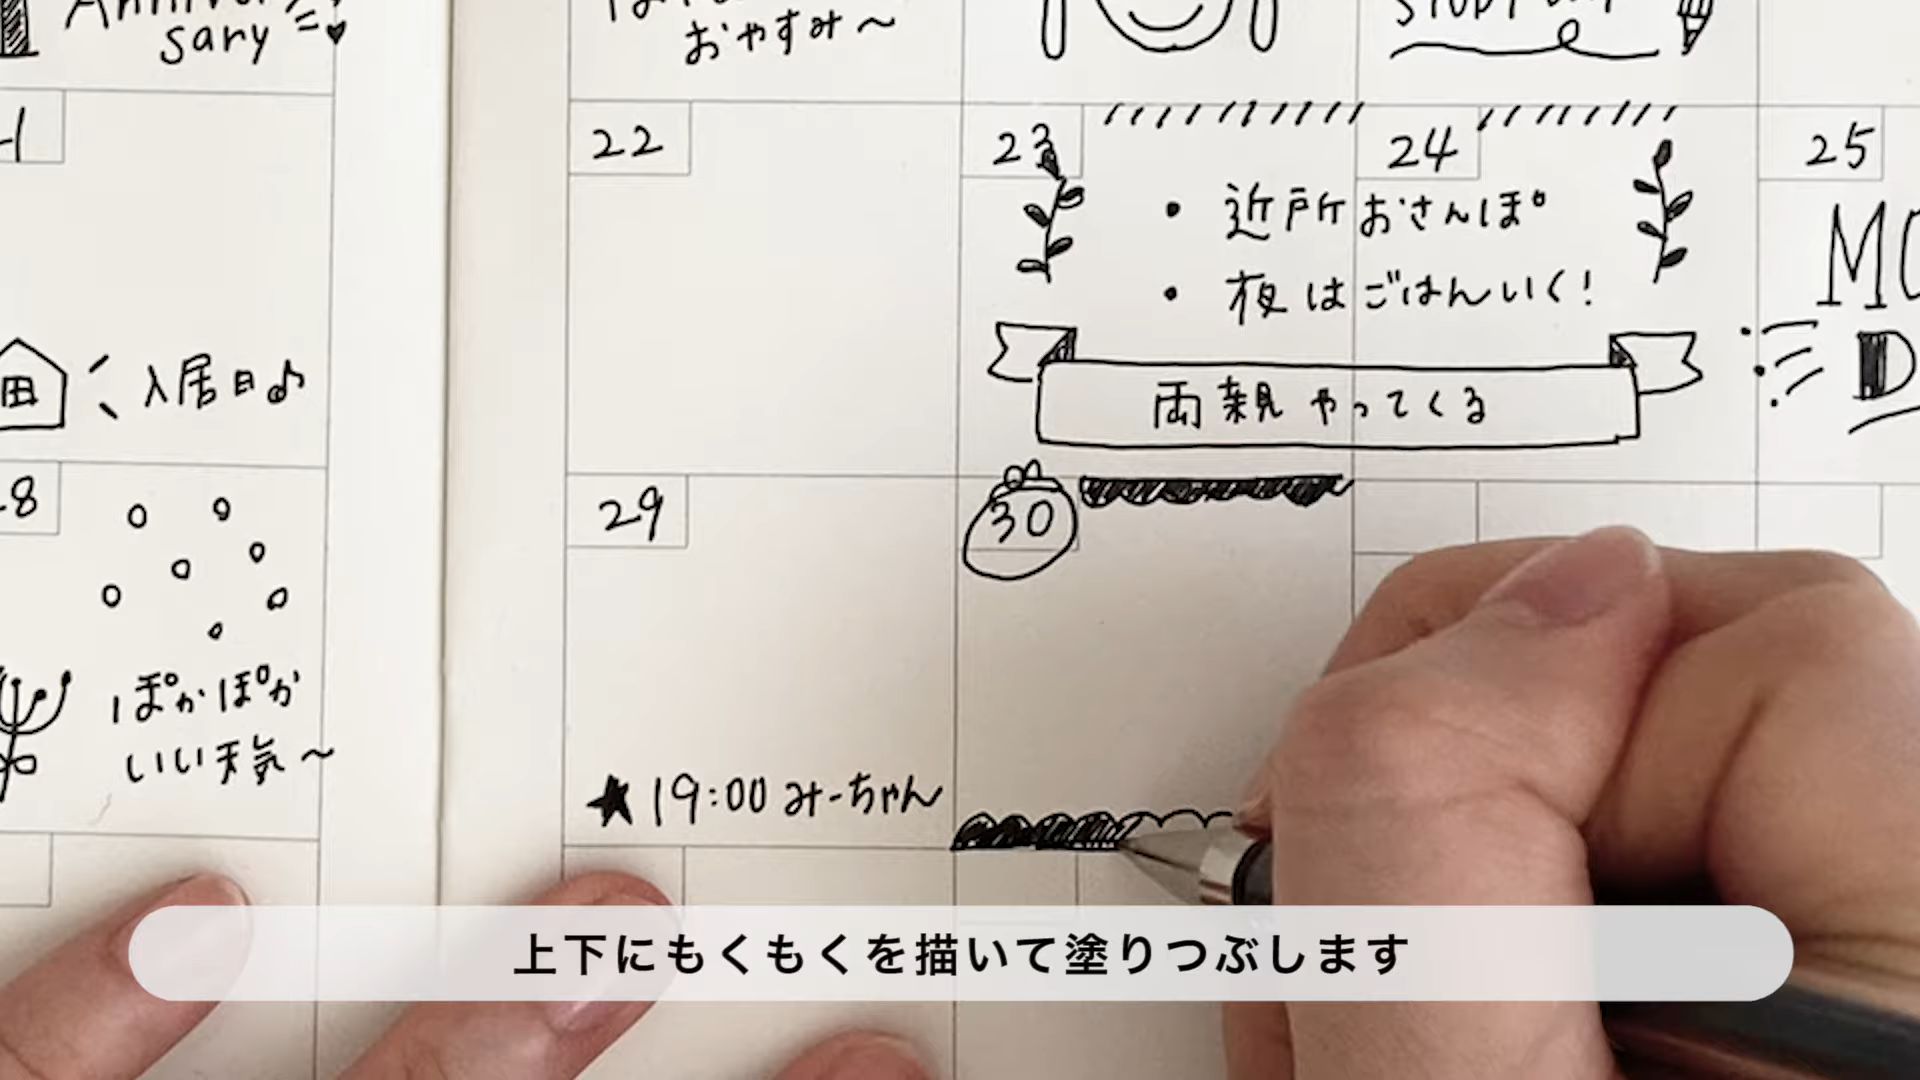 Anniver
sary
おやすみ〜
22
23
24
25
・近所おさんぽ
・夜はごはんいく!
両親やってくる
入居日♪
29
30
ぽかぽか
いい天気〜
★19:00 みーちゃん
上下にもくもくを描いて塗りつぶします